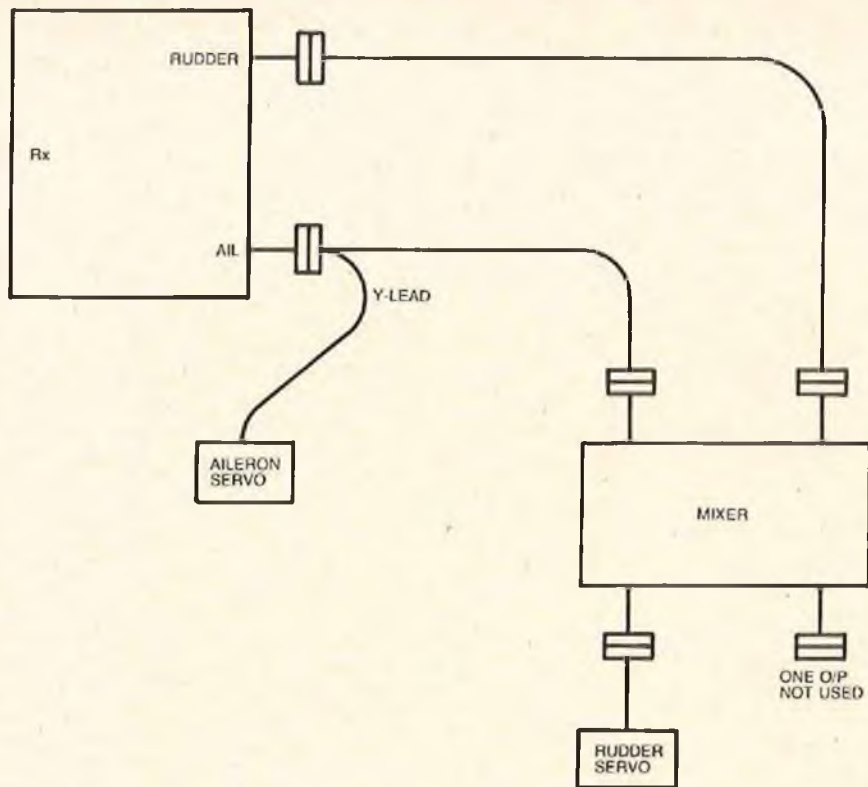 RUDDER
Rx
AIL
Y-LEAD
AILERON
SERVO
MIXER
ONE O/P
NOT USED
RUDDER
SERVO